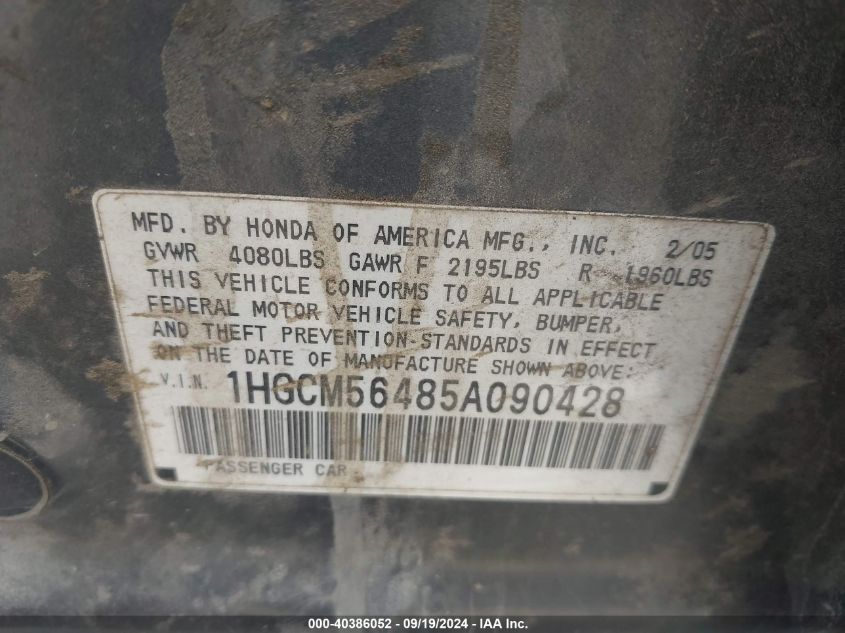 MFD. BY HONDA OF AMERICA MFG., INC. 2/05
GVWR 4080LBS GAWR F 2195LBS R 1960LBS
THIS VEHICLE CONFORMS TO ALL APPLICABLE
FEDERAL MOTOR VEHICLE SAFETY, BUMPER,
AND THEFT PREVENTION STANDARDS IN EFFECT
ON THE DATE OF MANUFACTURE SHOWN ABOVE:
V.I.N. 1HGCM56485A090428
PASSENGER CAR
000-40386052 - 09/19/2024 - © IAA, Inc.